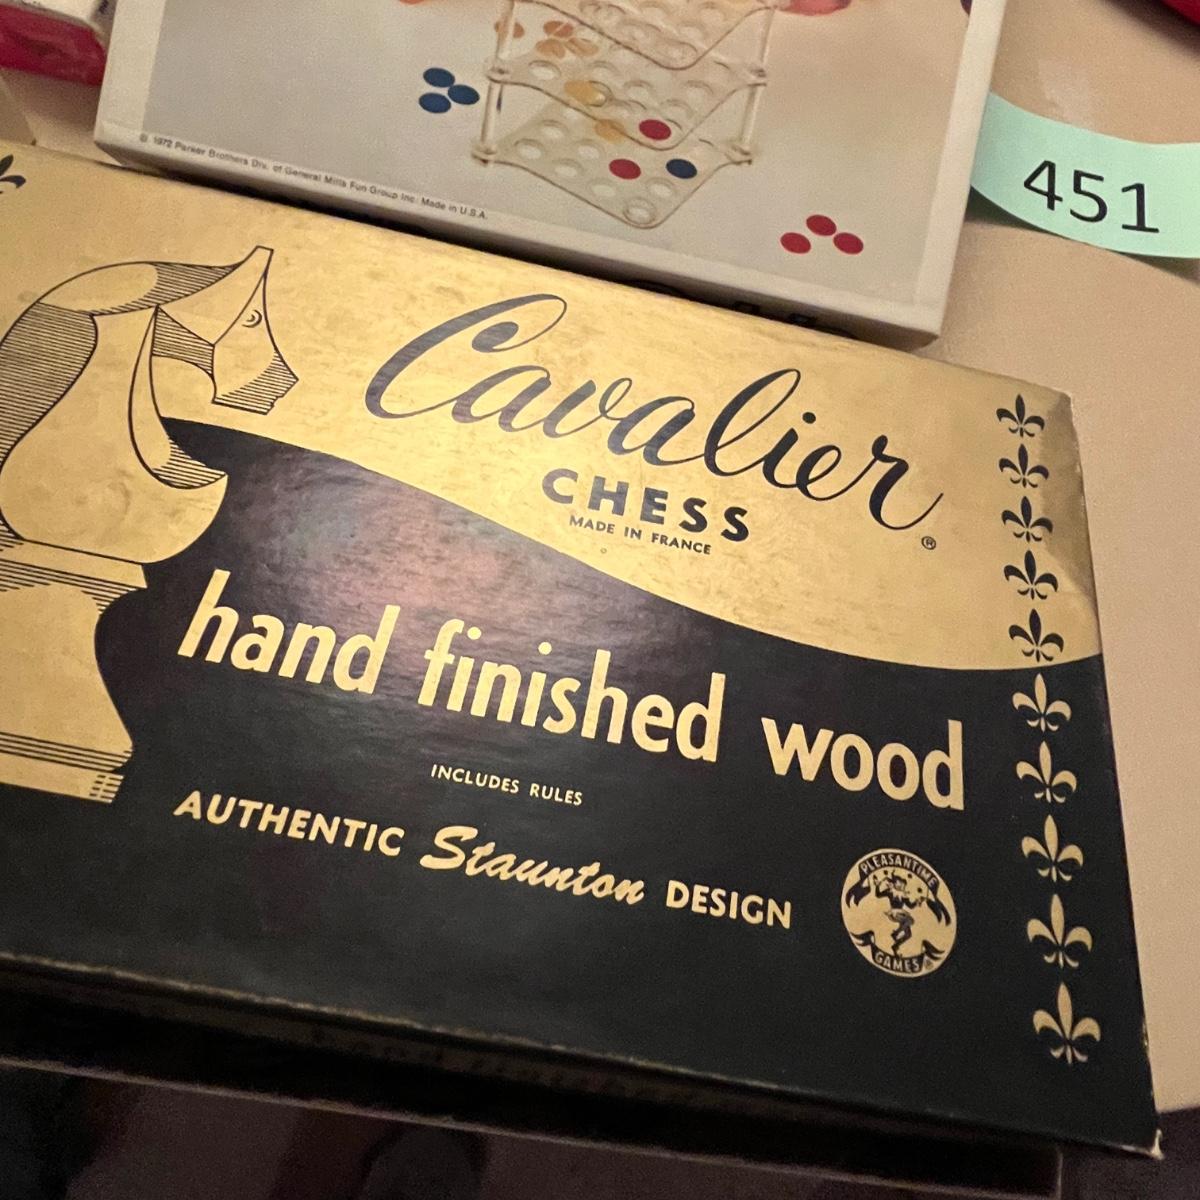 © 1972 Parker Brothers Div. of General Mills Fun Group Inc. Made in U.S.A.
451
Cavalier
®
CHESS
MADE IN FRANCE
hand finished wood
INCLUDES RULES
AUTHENTIC Staunton DESIGN
PLEASANTIME
GAMES